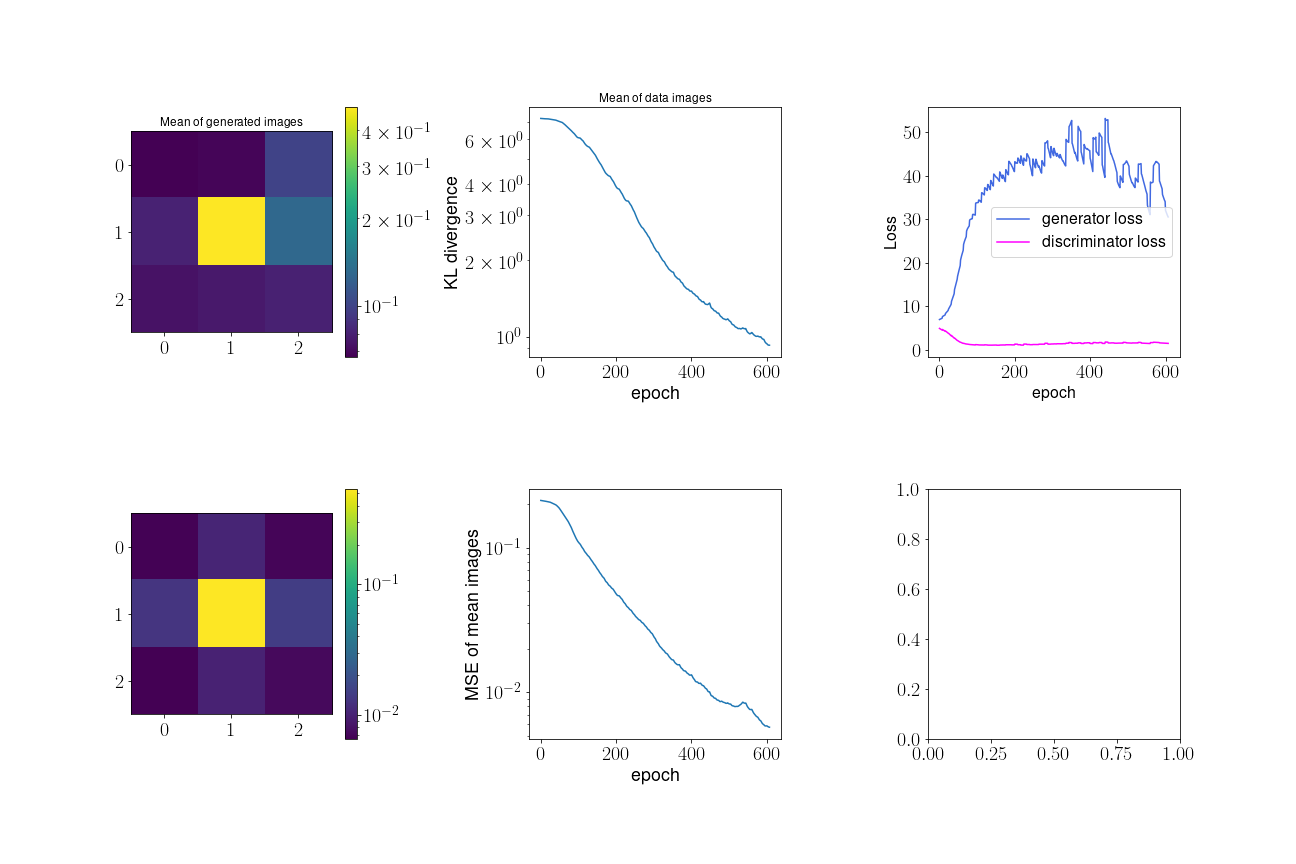 Mean of generated images
0
1
2
0 1 2
4 × 10⁻¹
3 × 10⁻¹
2 × 10⁻¹
10⁻¹
Mean of data images
KL divergence
6 × 10⁰
4 × 10⁰
3 × 10⁰
2 × 10⁰
10⁰
0 200 400 600
epoch
Loss
50
40
30
20
10
0
generator loss
discriminator loss
0 200 400 600
epoch
0
1
2
0 1 2
10⁻¹
10⁻²
MSE of mean images
10⁻¹
10⁻²
0 200 400 600
epoch
1.0
0.8
0.6
0.4
0.2
0.0
0.00 0.25 0.50 0.75 1.00